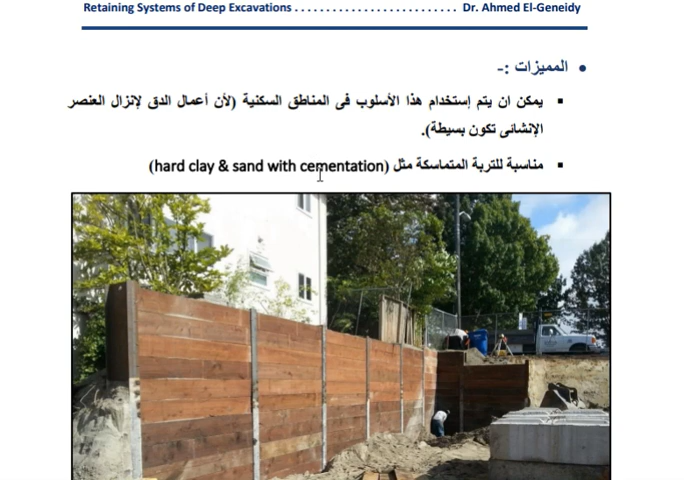 Retaining Systems of Deep Excavations . . . . . . . . . . . . . . . . . . . . . . . . . . Dr. Ahmed El-Geneidy
• المميزات :-
▪ يمكن ان يتم إستخدام هذا الأسلوب فى المناطق السكنية (لأن أعمال الدق لإنزال العنصر
الإنشائى تكون بسيطة).
▪ مناسبة للتربة المتماسكة مثل (hard clay & sand with cementation)